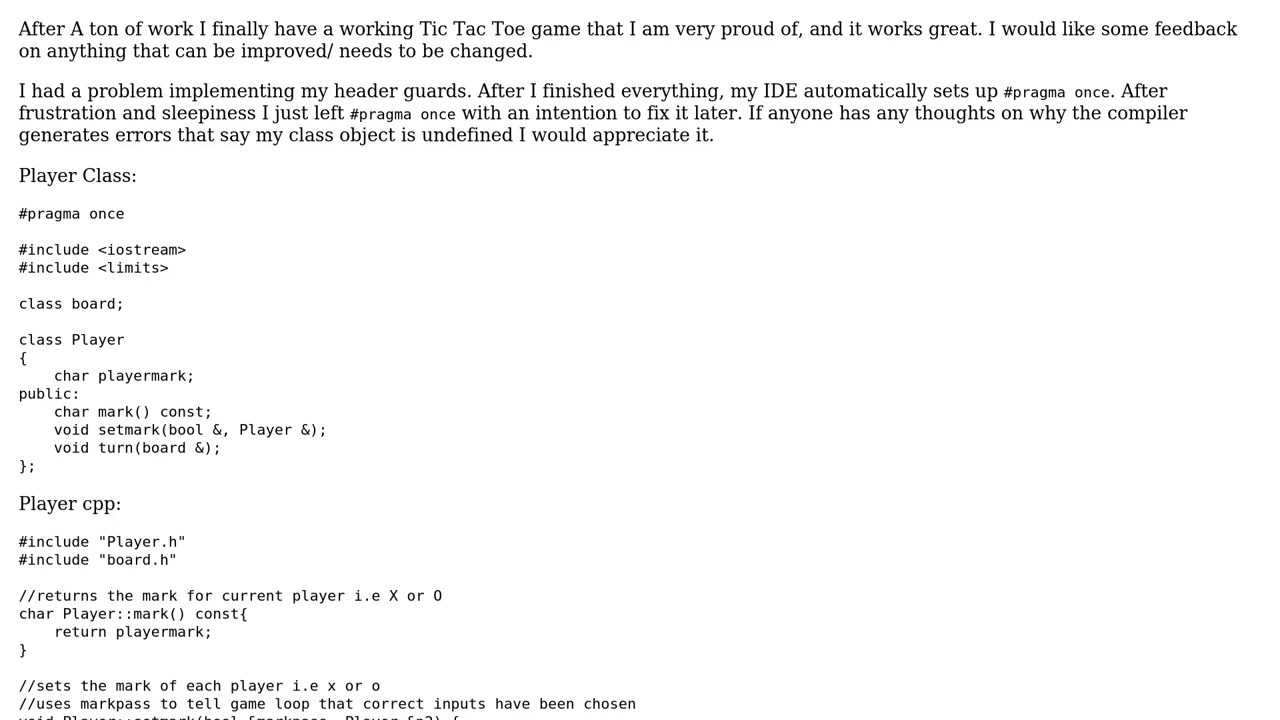 After A ton of work I finally have a working Tic Tac Toe game that I am very proud of, and it works great. I would like some feedback
on anything that can be improved/ needs to be changed.
I had a problem implementing my header guards. After I finished everything, my IDE automatically sets up #pragma once. After
frustration and sleepiness I just left #pragma once with an intention to fix it later. If anyone has any thoughts on why the compiler
generates errors that say my class object is undefined I would appreciate it.
Player Class:
#pragma once
#include <iostream>
#include <limits>
class board;
class Player
{
    char playermark;
public:
    char mark() const;
    void setmark(bool &, Player &);
    void turn(board &);
};
Player cpp:
#include "Player.h"
#include "board.h"
//returns the mark for current player i.e X or O
char Player::mark() const{
    return playermark;
}
//sets the mark of each player i.e x or o
//uses markpass to tell game loop that correct inputs have been chosen
void Player::setmark(bool &markpass, Player &p2) {